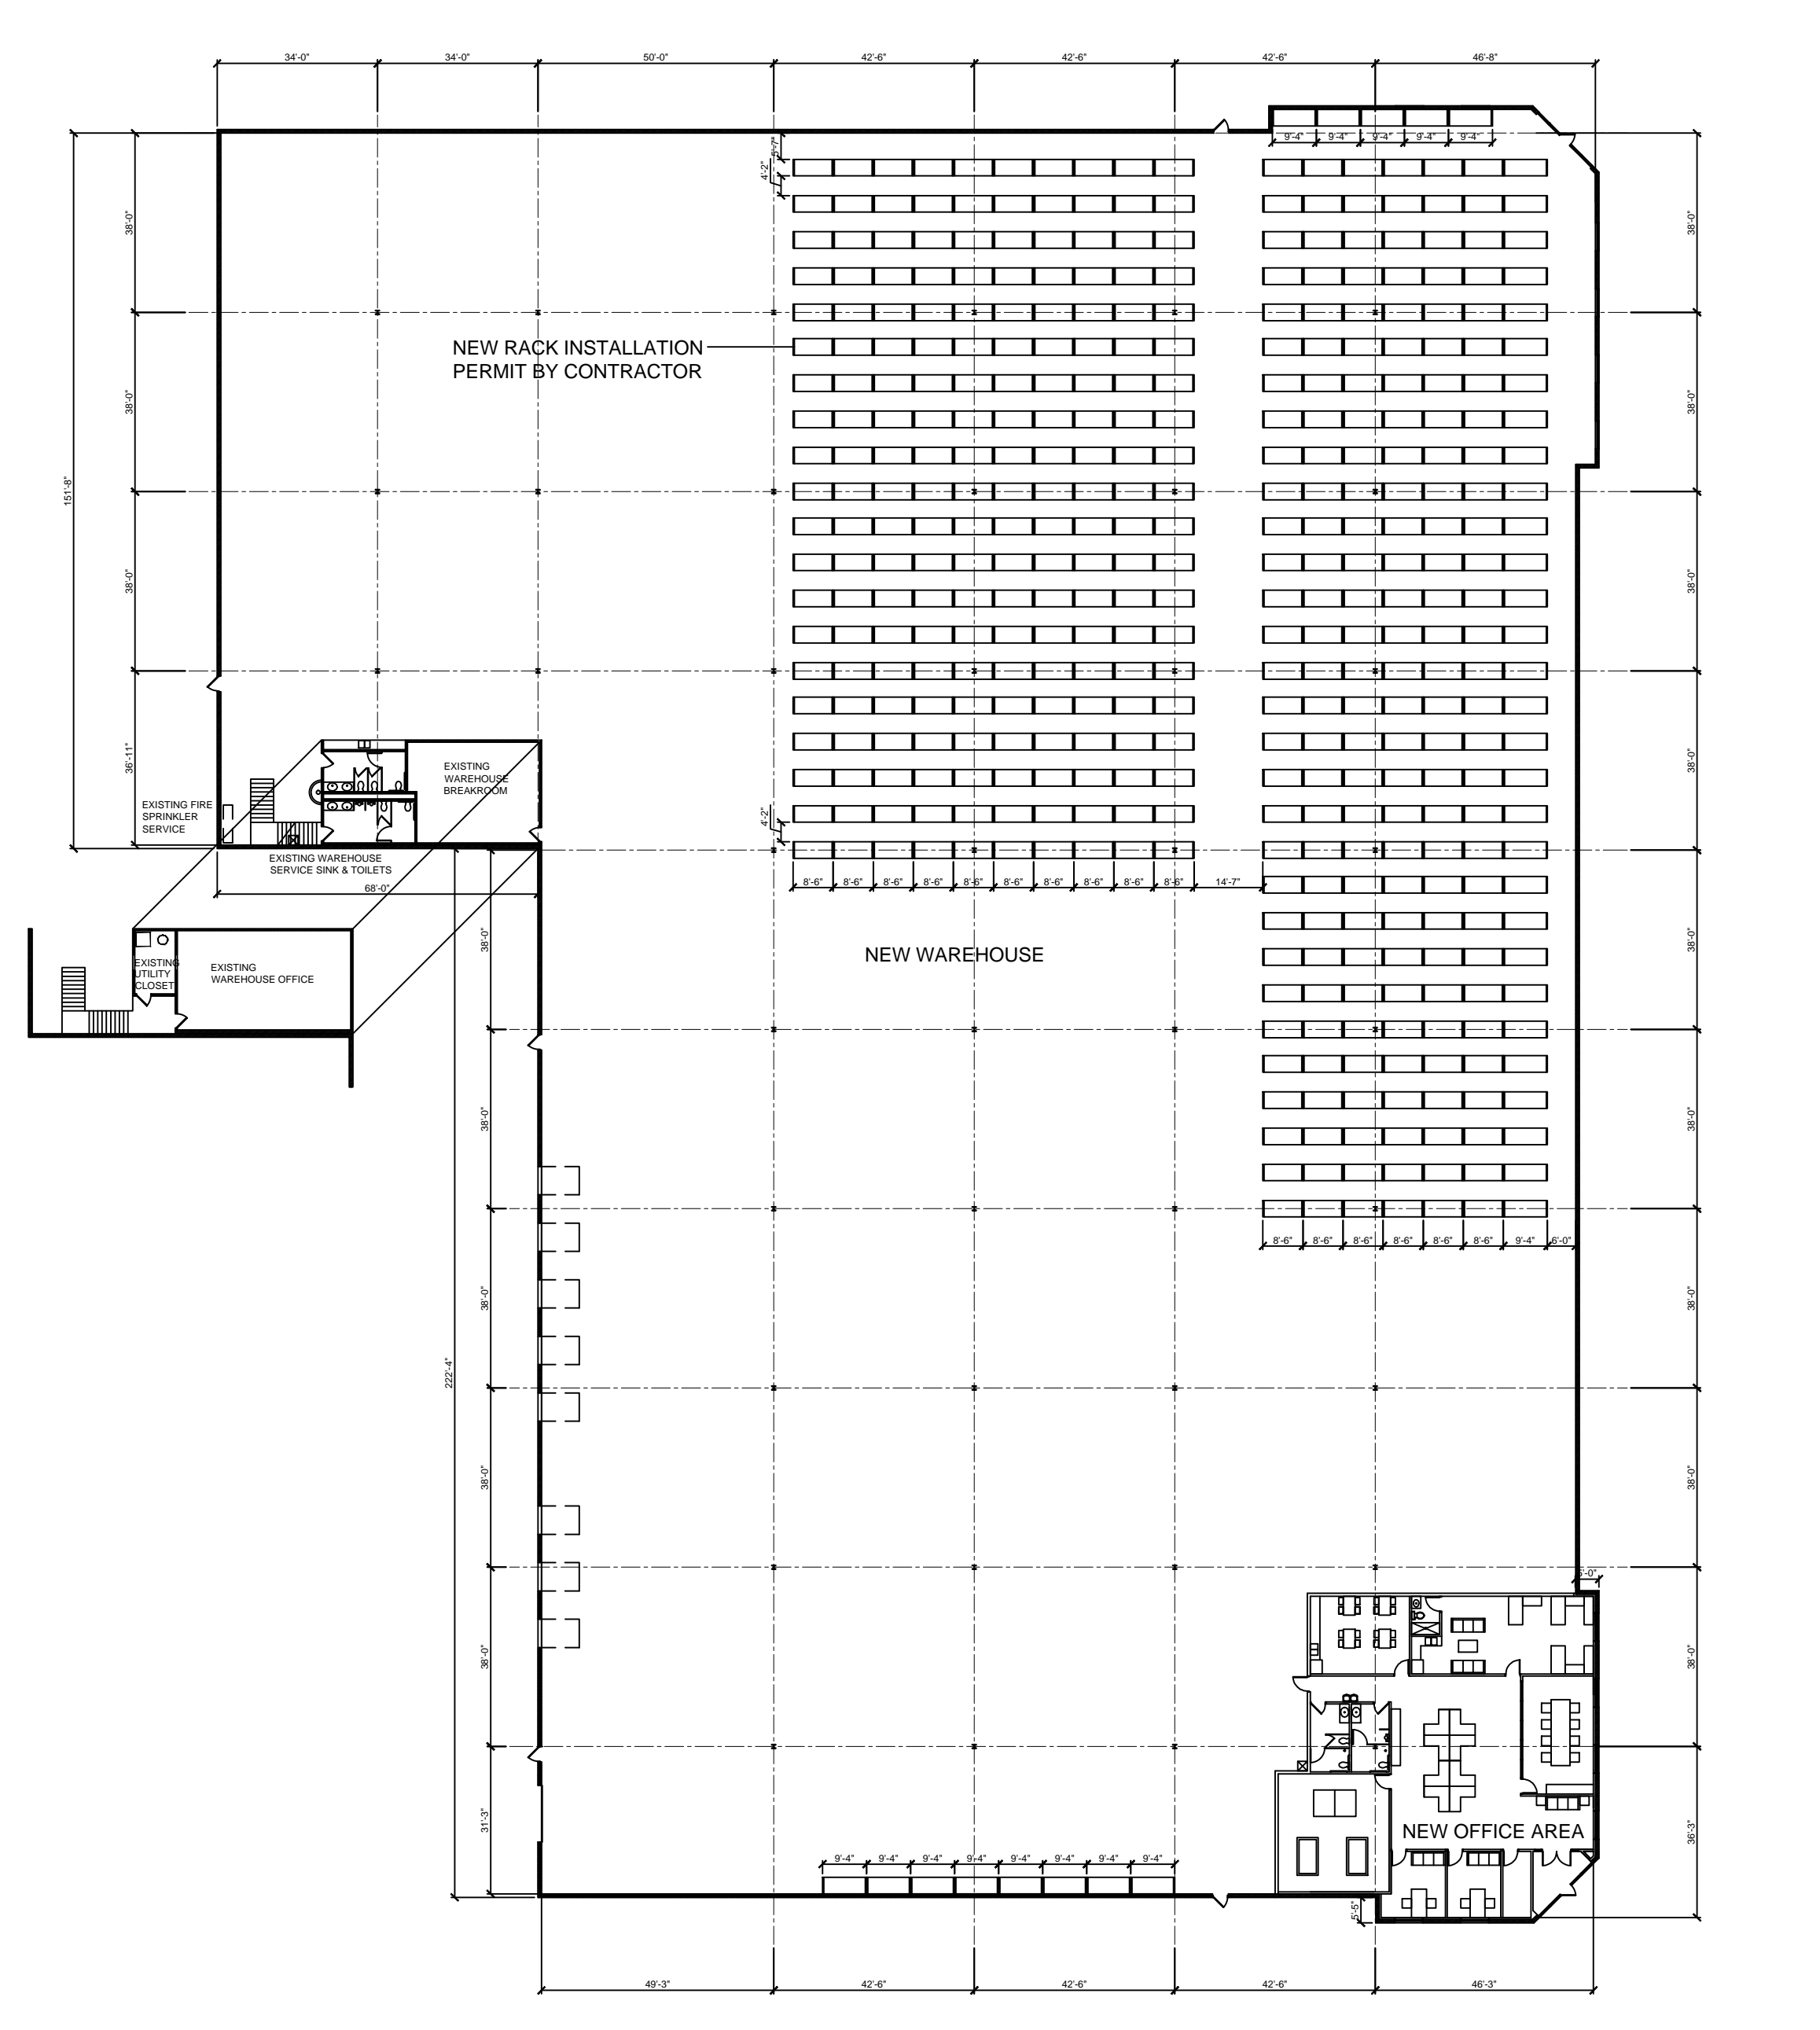 34'-0" 34'-0" 50'-0" 42'-6" 42'-6" 42'-6" 46'-8"
9'-4" 9'-4" 9'-4" 9'-4" 9'-4"
5'-7"
4'-2"
38'-0" 38'-0"
NEW RACK INSTALLATION
PERMIT BY CONTRACTOR
38'-0" 38'-0"
151'-8"
38'-0" 38'-0"
36'-11" 38'-0"
EXISTING
WAREHOUSE
BREAKROOM
EXISTING FIRE
SPRINKLER
SERVICE
4'-2"
EXISTING WAREHOUSE
SERVICE SINK & TOILETS
68'-0"
8'-6" 8'-6" 8'-6" 8'-6" 8'-6" 8'-6" 8'-6" 8'-6" 8'-6" 8'-6" 14'-7"
38'-0" 38'-0"
NEW WAREHOUSE
EXISTING
UTILITY
CLOSET
EXISTING
WAREHOUSE OFFICE
38'-0" 38'-0"
8'-6" 8'-6" 8'-6" 8'-6" 8'-6" 8'-6" 9'-4" 6'-0"
38'-0" 38'-0"
222'-4"
38'-0" 38'-0"
38'-0" 38'-0"
31'-3" 36'-3"
NEW OFFICE AREA
9'-4" 9'-4" 9'-4" 9'-4" 9'-4" 9'-4" 9'-4" 9'-4"
5'-5"
49'-3" 42'-6" 42'-6" 42'-6" 46'-3"